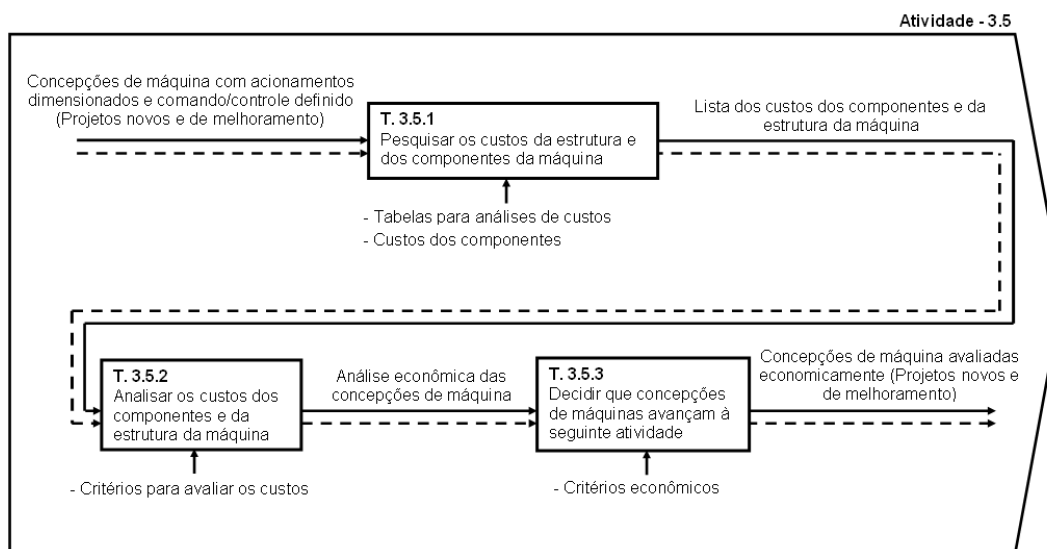 Atividade - 3.5
Concepções de máquina com acionamentos
dimensionados e comando/controle definido
(Projetos novos e de melhoramento)
T. 3.5.1
Pesquisar os custos da estrutura e
dos componentes da máquina
Lista dos custos dos componentes e da
estrutura da máquina
- Tabelas para análises de custos
- Custos dos componentes
T. 3.5.2
Analisar os custos dos
componentes e da
estrutura da máquina
Análise econômica das
concepções de máquina
T. 3.5.3
Decidir que concepções
de máquinas avançam à
seguinte atividade
Concepções de máquina avaliadas
economicamente (Projetos novos e
de melhoramento)
- Critérios para avaliar os custos
- Critérios econômicos